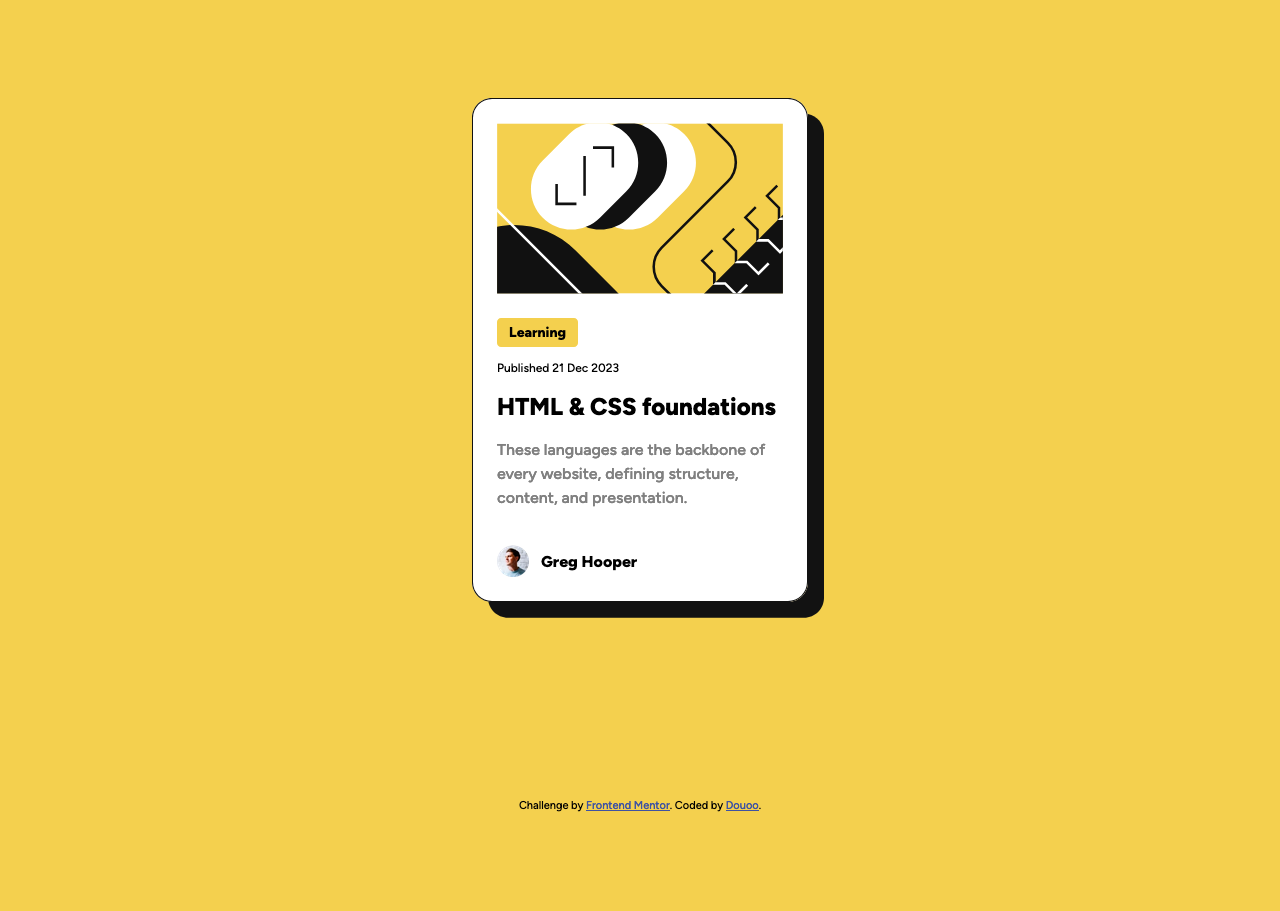 Learning
Published 21 Dec 2023
HTML & CSS foundations
These languages are the backbone of
every website, defining structure,
content, and presentation.
Greg Hooper
Challenge by Frontend Mentor. Coded by Douoo.